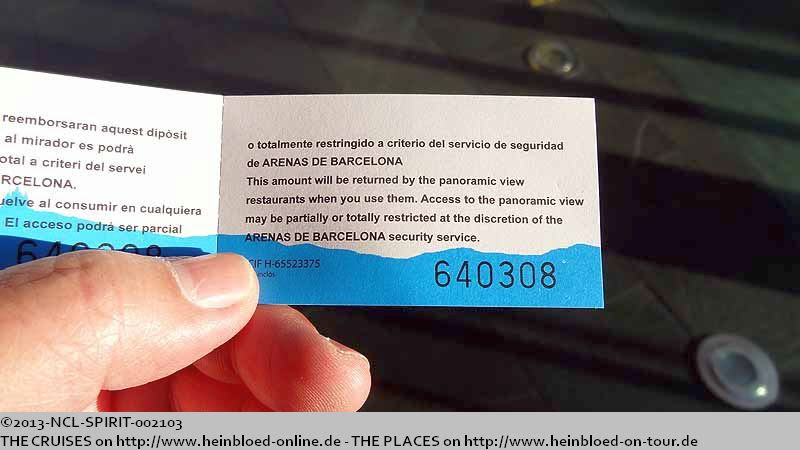 reemborsaran aquest dipòsit
al mirador es podrà
otal a criteri del servei
RCELONA.
uelve al consumir en cualquiera
El acceso podrá ser parcial
640308
o totalmente restringido a criterio del servicio de seguridad
de ARENAS DE BARCELONA
This amount will be returned by the panoramic view
restaurants when you use them. Access to the panoramic view
may be partially or totally restricted at the discretion of the
ARENAS DE BARCELONA security service.
CIF H-65523375
640308
©2013-NCL-SPIRIT-002103
THE CRUISES on http://www.heinbloed-online.de - THE PLACES on http://www.heinbloed-on-tour.de